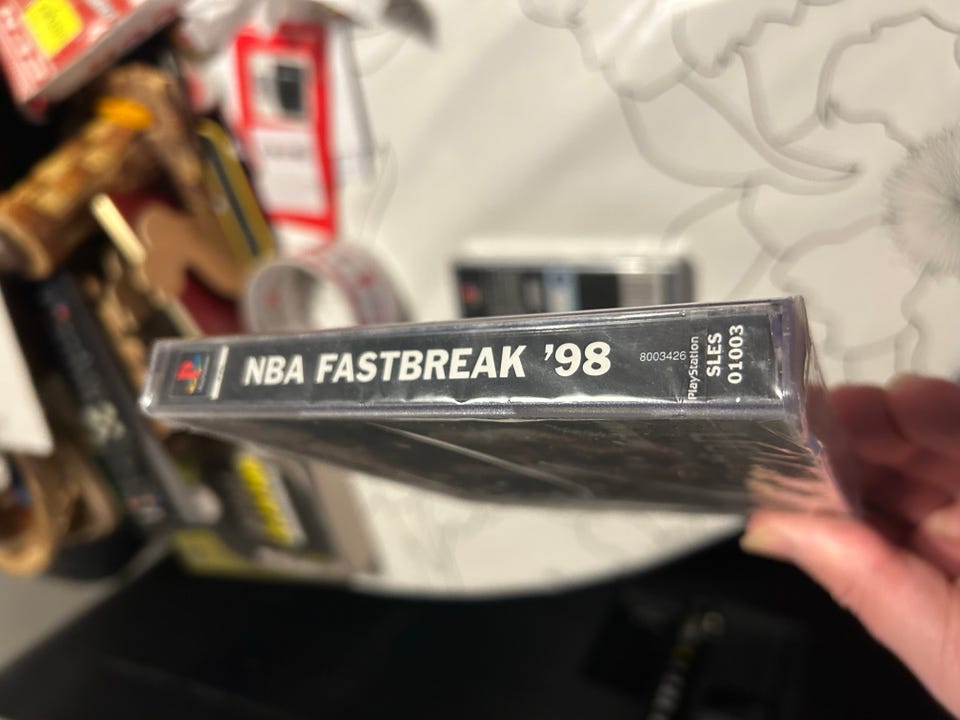 NBA FASTBREAK '98
8003426
PlayStation
SLES
01003